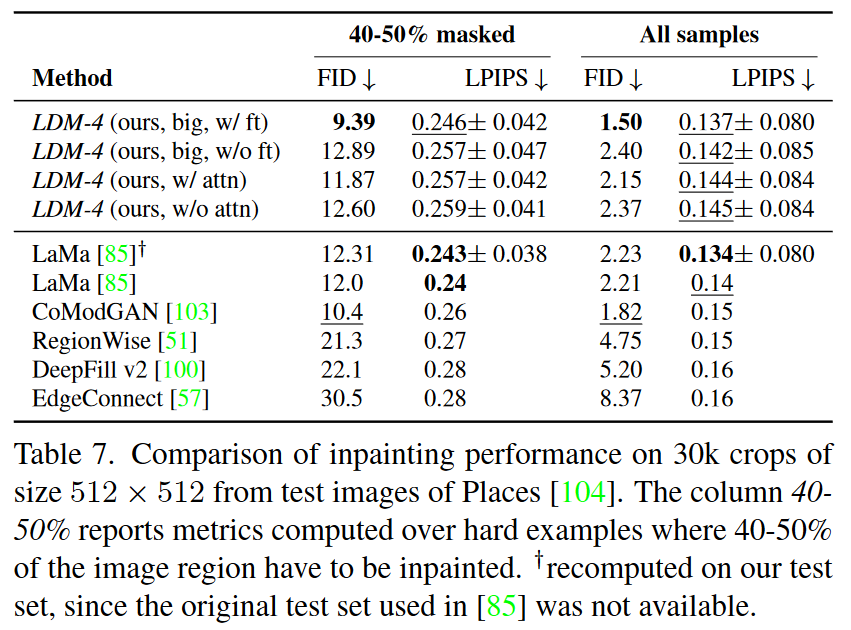 40-50% masked All samples
Method FID ↓ LPIPS ↓ FID ↓ LPIPS ↓
LDM-4 (ours, big, w/ ft) 9.39 0.246± 0.042 1.50 0.137± 0.080
LDM-4 (ours, big, w/o ft) 12.89 0.257± 0.047 2.40 0.142± 0.085
LDM-4 (ours, w/ attn) 11.87 0.257± 0.042 2.15 0.144± 0.084
LDM-4 (ours, w/o attn) 12.60 0.259± 0.041 2.37 0.145± 0.084
LaMa [85]† 12.31 0.243± 0.038 2.23 0.134± 0.080
LaMa [85] 12.0 0.24 2.21 0.14
CoModGAN [103] 10.4 0.26 1.82 0.15
RegionWise [51] 21.3 0.27 4.75 0.15
DeepFill v2 [100] 22.1 0.28 5.20 0.16
EdgeConnect [57] 30.5 0.28 8.37 0.16
Table 7. Comparison of inpainting performance on 30k crops of
size 512 × 512 from test images of Places [104]. The column 40-
50% reports metrics computed over hard examples where 40-50%
of the image region have to be inpainted. †recomputed on our test
set, since the original test set used in [85] was not available.